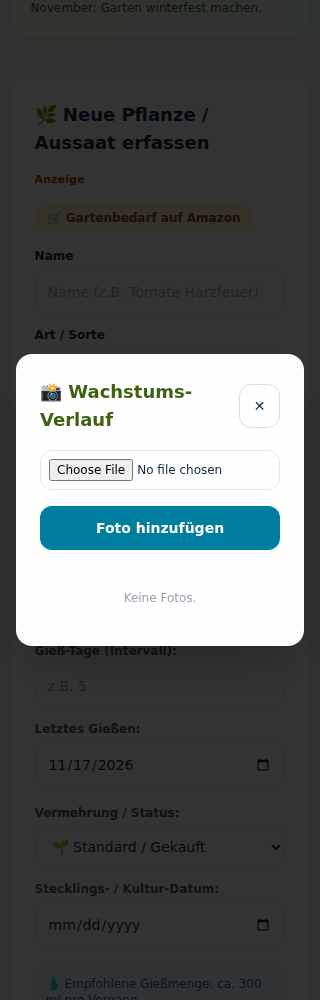 November: Garten winterfest machen.
🌿 Neue Pflanze /
Aussaat erfassen
Anzeige
🛒 Gartenbedarf auf Amazon
Name
Name (z.B. Tomate Harzfeuer)
Art / Sorte
📸 Wachstums-
Verlauf
✕
Choose File No file chosen
Foto hinzufügen
Keine Fotos.
Gieß-Tage (Intervall):
z.B. 5
Letztes Gießen:
11/17/2026
Vermehrung / Status:
🌱 Standard / Gekauft
Stecklings- / Kultur-Datum:
mm/dd/yyyy
💧 Empfohlene Gießmenge: ca. 300
ml pro Vorgang